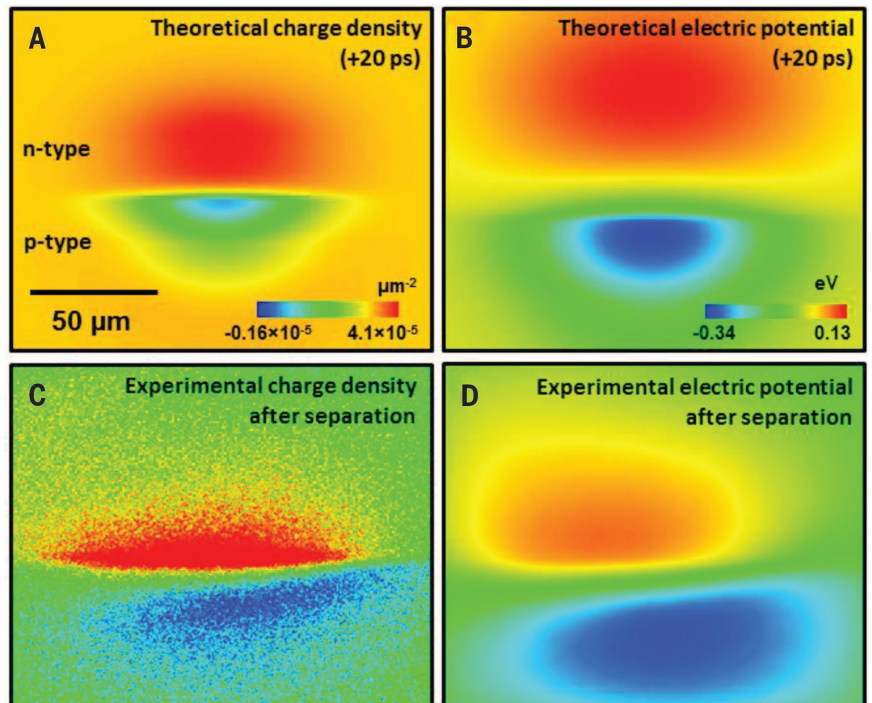 A
Theoretical charge density
(+20 ps)
n-type
p-type
50 µm
µm-2
-0.16×10-5
4.1×10-5
B
Theoretical electric potential
(+20 ps)
eV
-0.34
0.13
C
Experimental charge density
after separation
D
Experimental electric potential
after separation